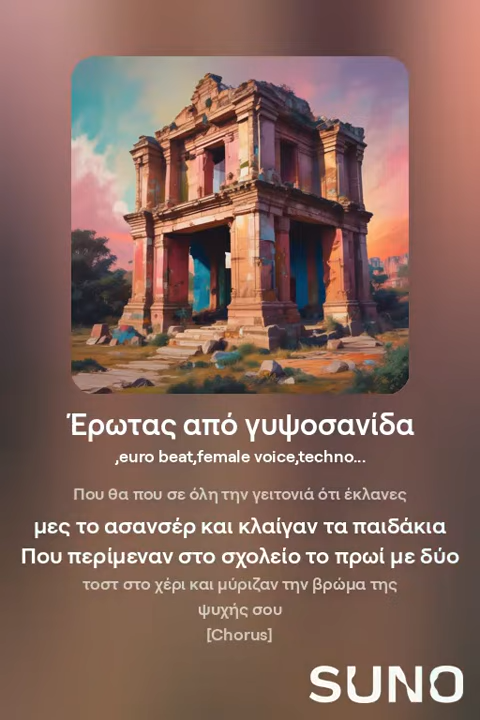 Έρωτας από γυψοσανίδα
,euro beat,female voice,techno...
Που θα που σε όλη την γειτονιά ότι έκλανες
μες το ασανσέρ και κλαίγαν τα παιδάκια
Που περίμεναν στο σχολείο το πρωί με δύο
τοστ στο χέρι και μύριζαν την βρώμα της
ψυχής σου
[Chorus]
SUNO